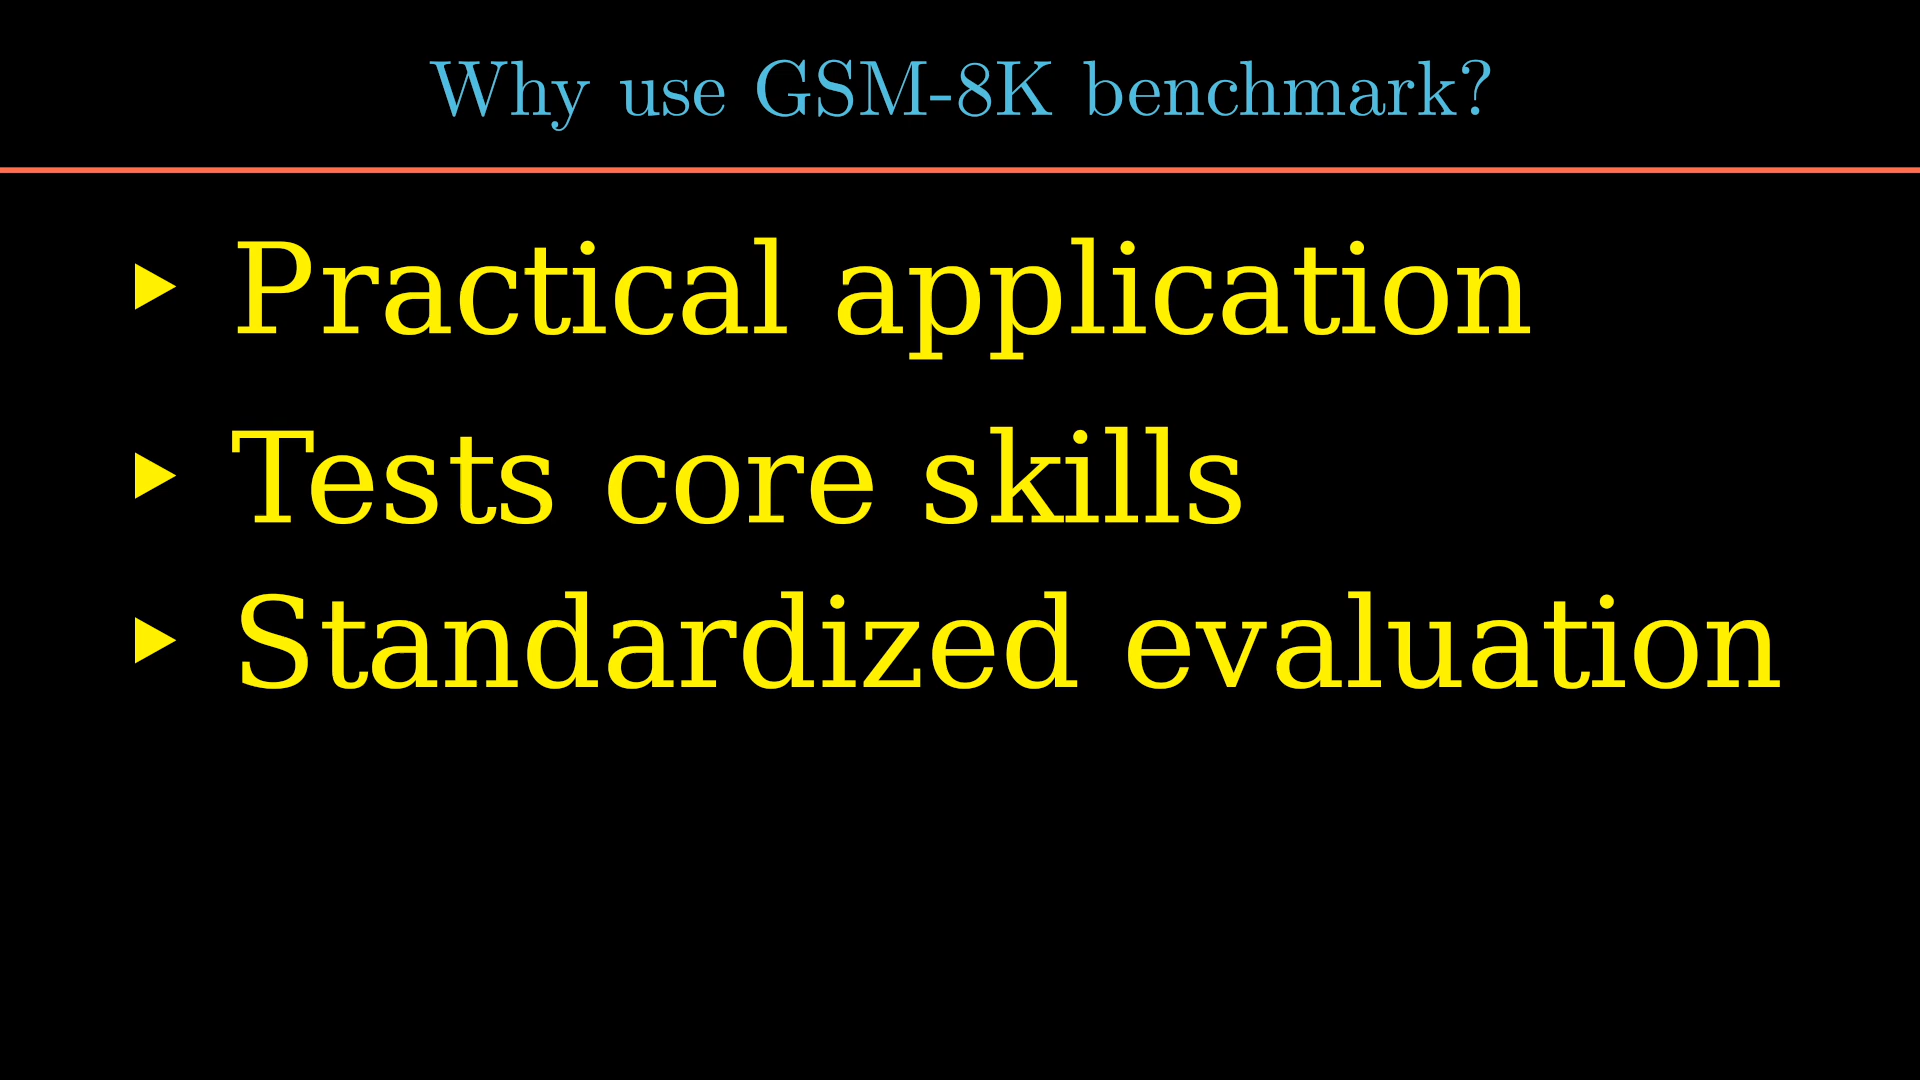 Why use GSM-8K benchmark?
▶ Practical application
▶ Tests core skills
▶ Standardized evaluation